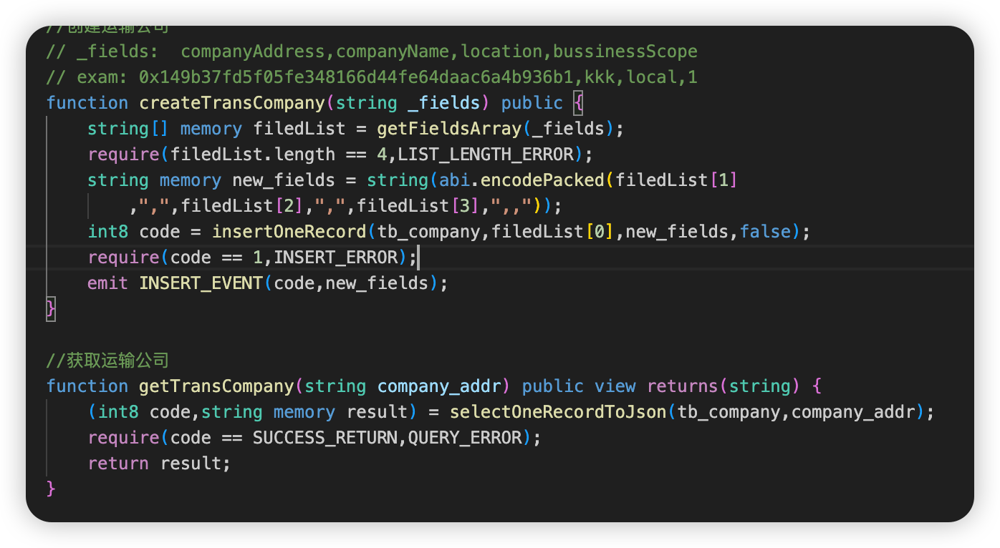 //创建运输公司
// _fields:  companyAddress,companyName,location,bussinessScope
// exam: 0x149b37fd5f05fe348166d44fe64daac6a4b936b1,kkk,local,1
function createTransCompany(string _fields) public {
    string[] memory filedList = getFieldsArray(_fields);
    require(filedList.length == 4,LIST_LENGTH_ERROR);
    string memory new_fields = string(abi.encodePacked(filedList[1]
        ,",",filedList[2],",",filedList[3],",,"));
    int8 code = insertOneRecord(tb_company,filedList[0],new_fields,false);
    require(code == 1,INSERT_ERROR);
    emit INSERT_EVENT(code,new_fields);
}
//获取运输公司
function getTransCompany(string company_addr) public view returns(string) {
    (int8 code,string memory result) = selectOneRecordToJson(tb_company,company_addr);
    require(code == SUCCESS_RETURN,QUERY_ERROR);
    return result;
}